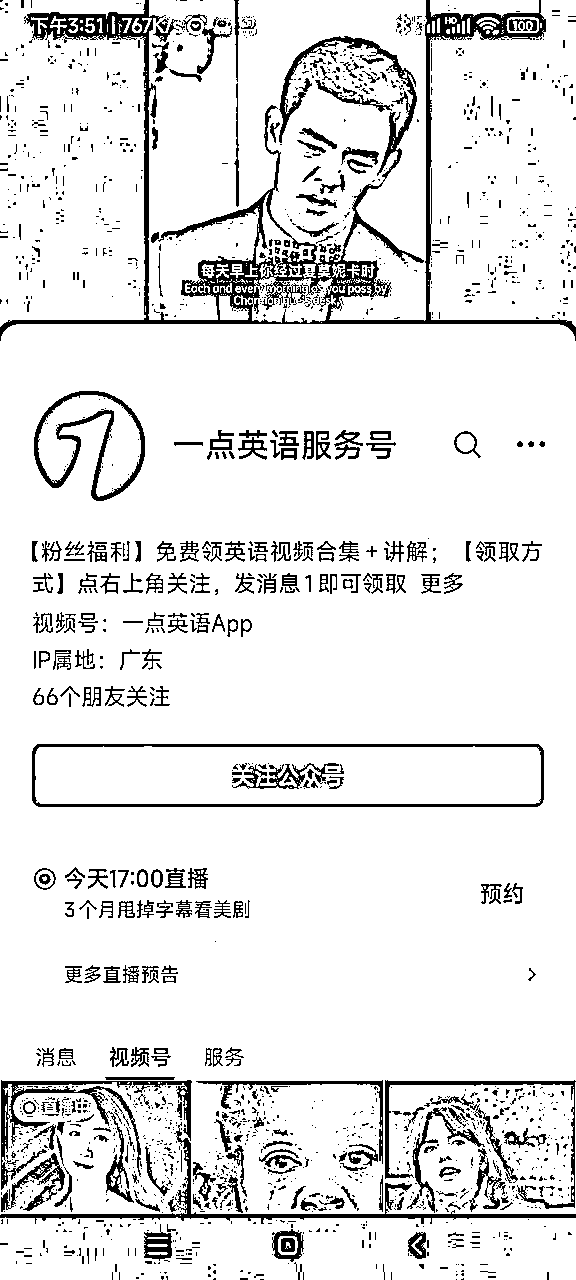 下午3:51 | 767K/s
100
每天早上你经过夏莫妮卡时
Each and every morning as you pass by
desk,
一点英语服务号
【粉丝福利】免费领英语视频合集+讲解；【领取方
式】点右上角关注，发消息1即可领取 更多
视频号：一点英语App
IP属地：广东
66个朋友关注
关注公众号
今天17:00直播
预约
3个月甩掉字幕看美剧
更多直播预告
消息 视频号 服务
直播中